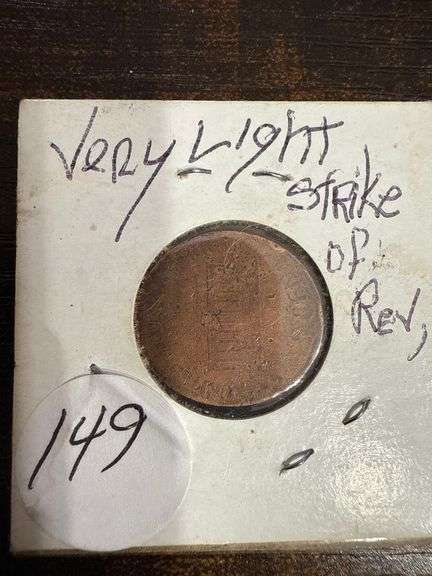 Very Light
Strike
Of
Rev,
149